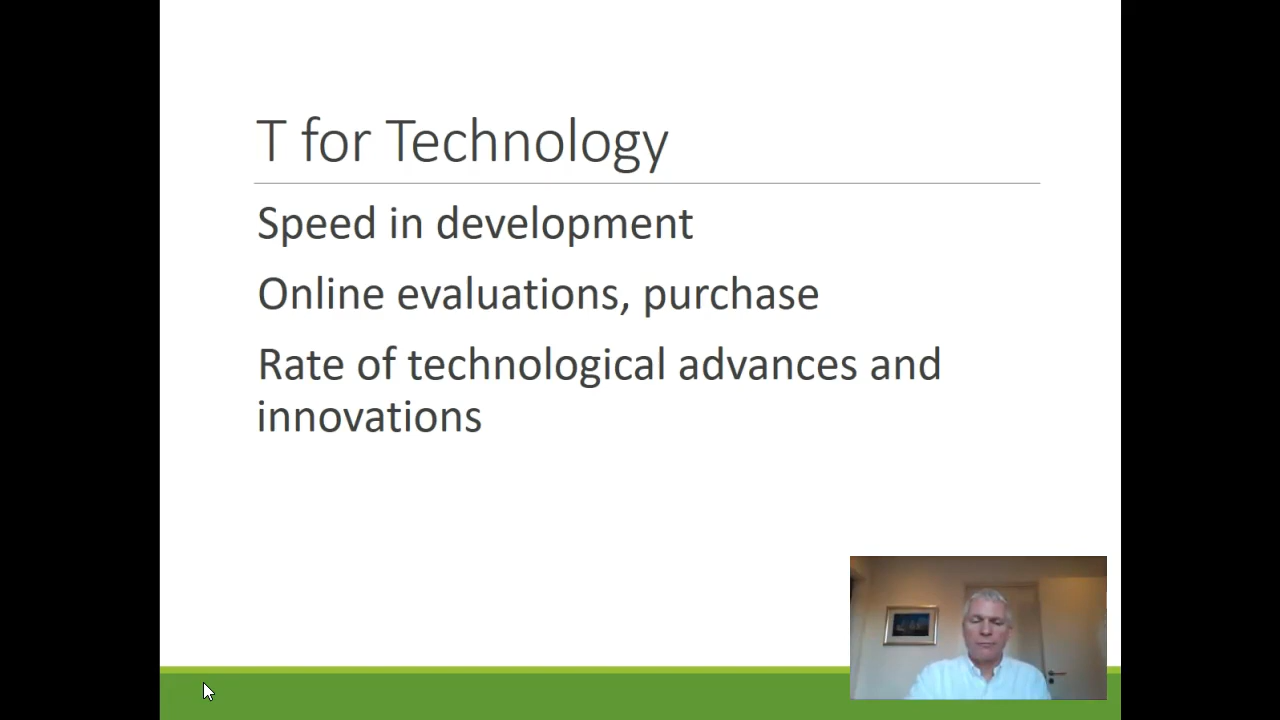 T for Technology
Speed in development
Online evaluations, purchase
Rate of technological advances and
innovations